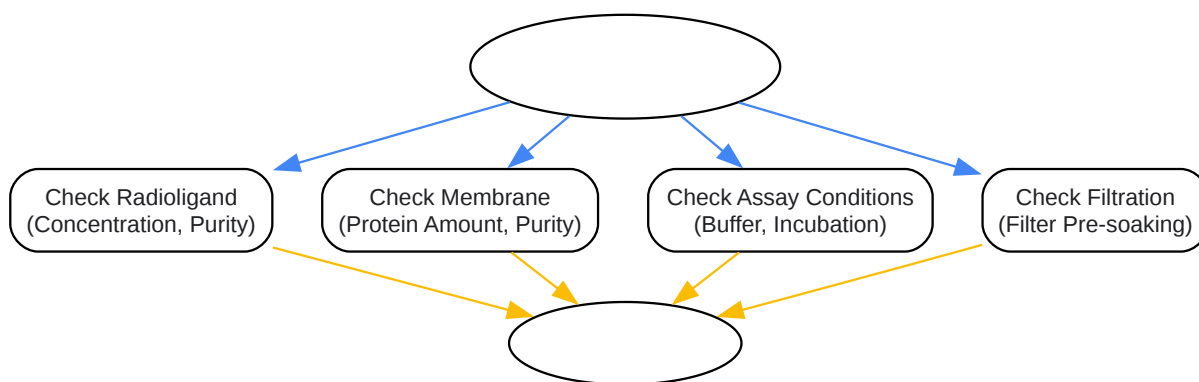 Check Radioligand
(Concentration, Purity)
Check Membrane
(Protein Amount, Purity)
Check Assay Conditions
(Buffer, Incubation)
Check Filtration
(Filter Pre-soaking)